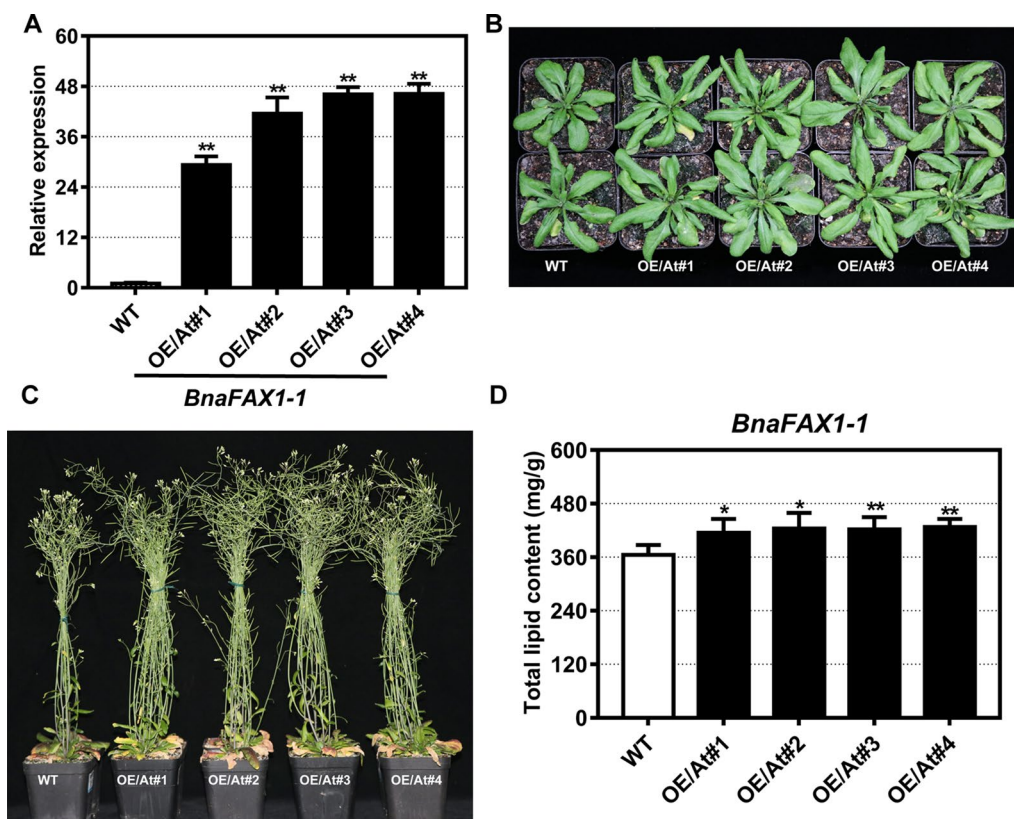 A
Relative expression
60
48
36
24
12
0
**
**
**
**
WT
OE/At#1
OE/At#2
OE/At#3
OE/At#4
BnaFAX1-1
B
WT
OE/At#1
OE/At#2
OE/At#3
OE/At#4
C
WT
OE/At#1
OE/At#2
OE/At#3
OE/At#4
D
BnaFAX1-1
Total lipid content (mg/g)
600
480
360
240
120
0
*
*
**
**
WT
OE/At#1
OE/At#2
OE/At#3
OE/At#4